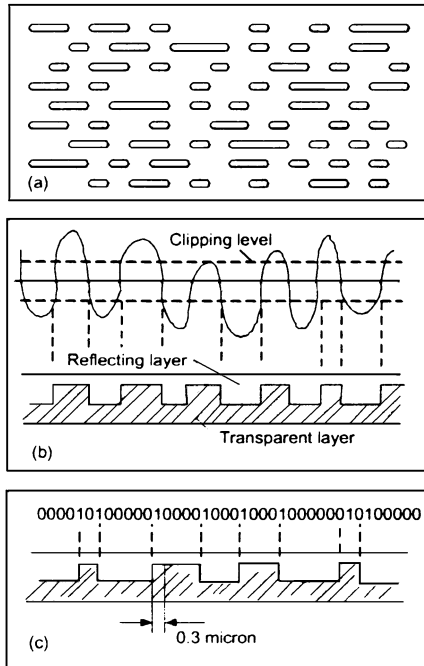 (a)
Clipping level
Reflecting layer
Transparent layer
(b)
0000101000001000010001000100000010100000
0.3 micron
(c)